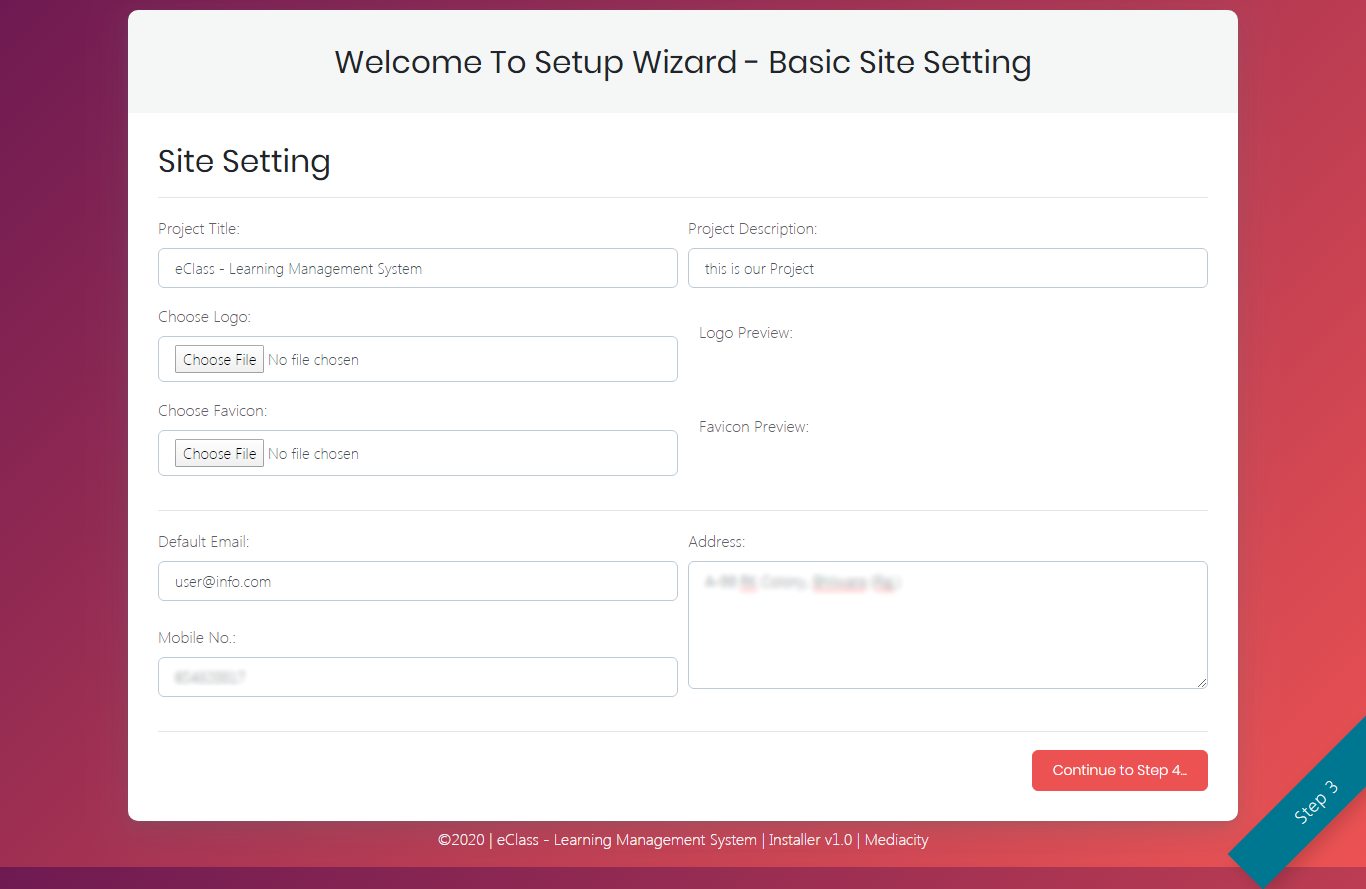 Welcome To Setup Wizard - Basic Site Setting
Site Setting
Project Title:
eClass - Learning Management System
Project Description:
this is our Project
Choose Logo:
Choose File No file chosen
Logo Preview:
Choose Favicon:
Choose File No file chosen
Favicon Preview:
Default Email:
user@info.com
Address:
Mobile No.:
Continue to Step 4...
Step 3
©2020 | eClass - Learning Management System | Installer v1.0 | Mediacity